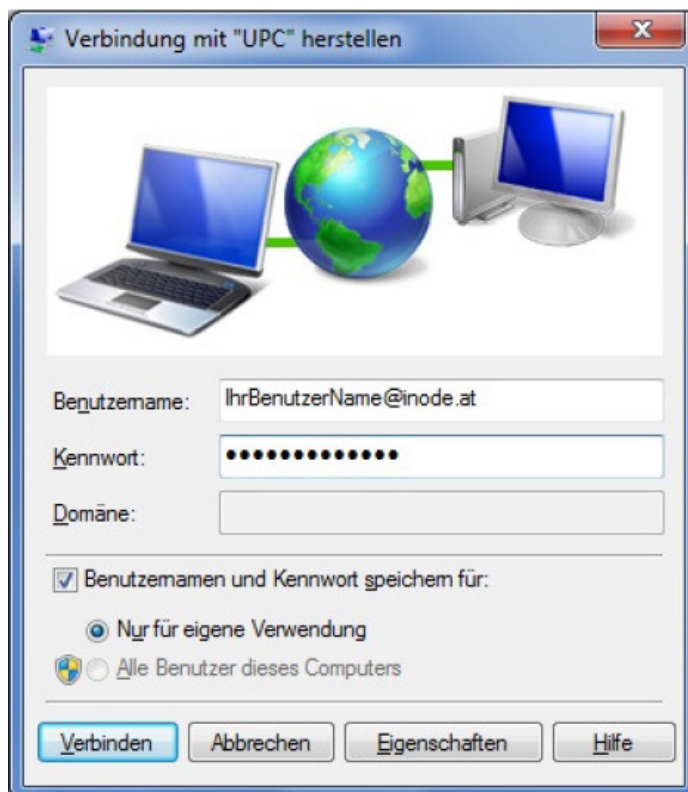 Verbindung mit "UPC" herstellen
Benutzername: IhrBenutzerName@inode.at
Kennwort: •••••••••••••
Domäne:
Benutzernamen und Kennwort speichern für:
Nur für eigene Verwendung
Alle Benutzer dieses Computers
Verbinden Abbrechen Eigenschaften Hilfe